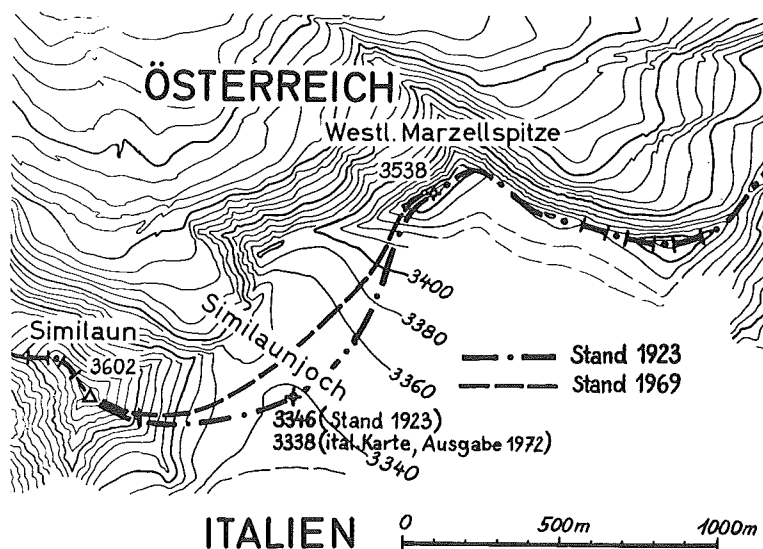 ÖSTERREICH
Westl. Marzellspitze
3538
3400
3380
3360
3340
Similaunjoch
Similaun
3602
Stand 1923
Stand 1969
3346 (Stand 1923)
3338 (ital. Karte, Ausgabe 1972)
ITALIEN
0 500m 1000m